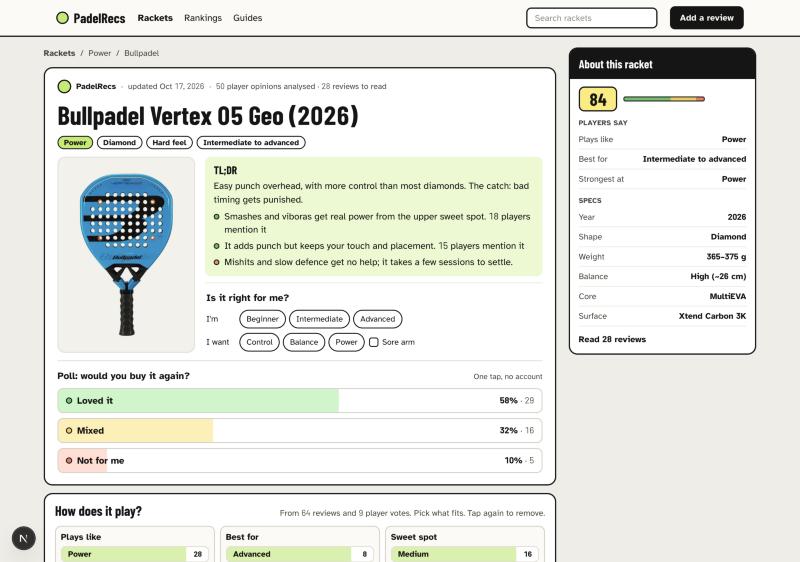 PadelRecs Rackets Rankings Guides Search rackets Add a review
Rackets / Power / Bullpadel
PadelRecs · updated Oct 17, 2026 · 50 player opinions analysed · 28 reviews to read
Bullpadel Vertex 05 Geo (2026)
Power Diamond Hard feel Intermediate to advanced
Bullpadel
TL;DR
Easy punch overhead, with more control than most diamonds. The catch: bad
timing gets punished.
Smashes and viboras get real power from the upper sweet spot. 18 players
mention it
It adds punch but keeps your touch and placement. 15 players mention it
Mishits and slow defence get no help; it takes a few sessions to settle.
Is it right for me?
I'm Beginner Intermediate Advanced
I want Control Balance Power Sore arm
Poll: would you buy it again? One tap, no account
Loved it 58% · 29
Mixed 32% · 16
Not for me 10% · 5
How does it play? From 64 reviews and 9 player votes. Pick what fits. Tap again to remove.
Plays like Best for Sweet spot
Power 28 Advanced 8 Medium 16
N
About this racket
84
PLAYERS SAY
Plays like Power
Best for Intermediate to advanced
Strongest at Power
SPECS
Year 2026
Shape Diamond
Weight 365–375 g
Balance High (~26 cm)
Core MultiEVA
Surface Xtend Carbon 3K
Read 28 reviews